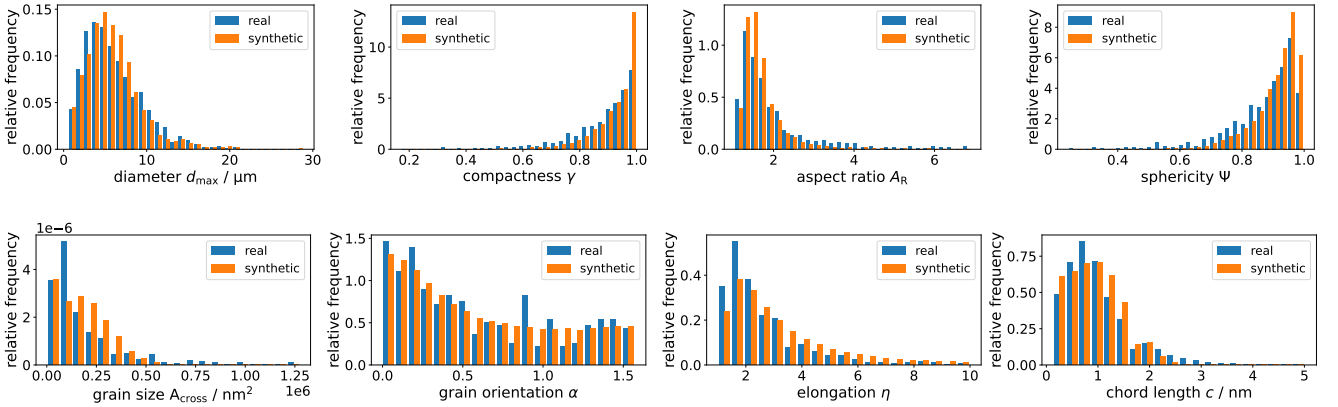 relative frequency
0.15
0.10
0.05
0.00
0
10
20
30
diameter d_max / μm
real
synthetic
relative frequency
10
5
0
0.2
0.4
0.6
0.8
1.0
compactness γ
real
synthetic
relative frequency
1.0
0.5
0.0
2
4
6
aspect ratio A_R
real
synthetic
relative frequency
8
6
4
2
0
0.4
0.6
0.8
1.0
sphericity Ψ
real
synthetic
1e−6
relative frequency
4
2
0
0.00
0.25
0.50
0.75
1.00
1.25
1e6
grain size A_cross / nm²
real
synthetic
relative frequency
1.5
1.0
0.5
0.0
0.0
0.5
1.0
1.5
grain orientation α
real
synthetic
relative frequency
0.4
0.2
0.0
2
4
6
8
10
elongation η
real
synthetic
relative frequency
0.75
0.50
0.25
0.00
0
1
2
3
4
5
chord length c / nm
real
synthetic